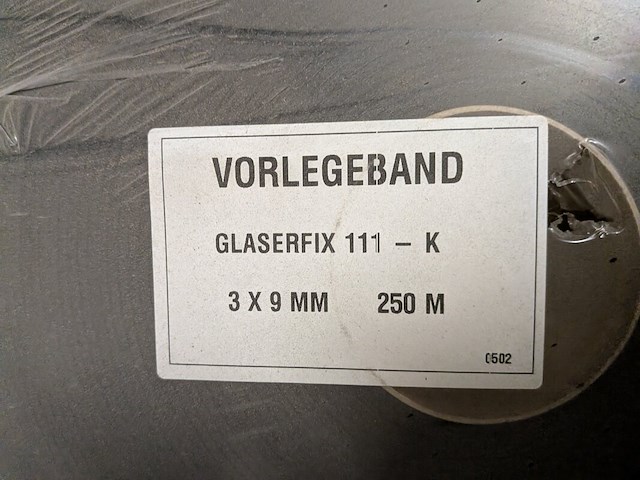 VORLEGEBAND
GLASERFIX 111 – K
3 X 9 MM 250 M
0502